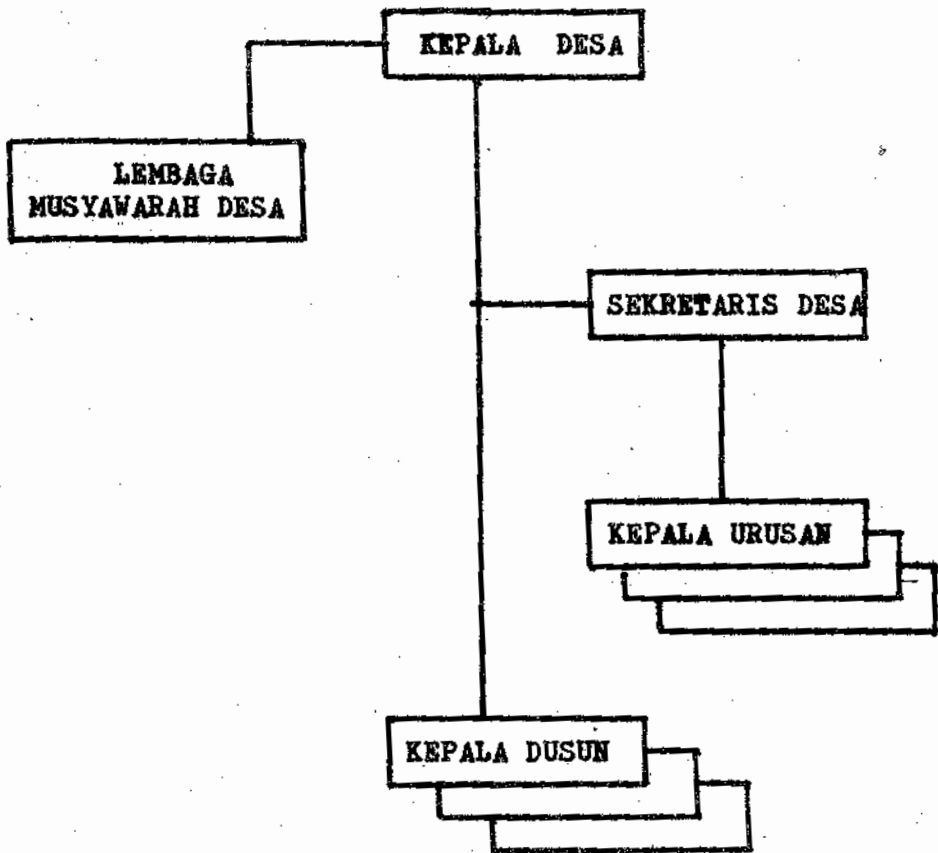 KEPALA DESA
LEMBAGA
MUSYAWARAH DESA
SEKRETARIS DESA
KEPALA URUSAN
KEPALA DUSUN